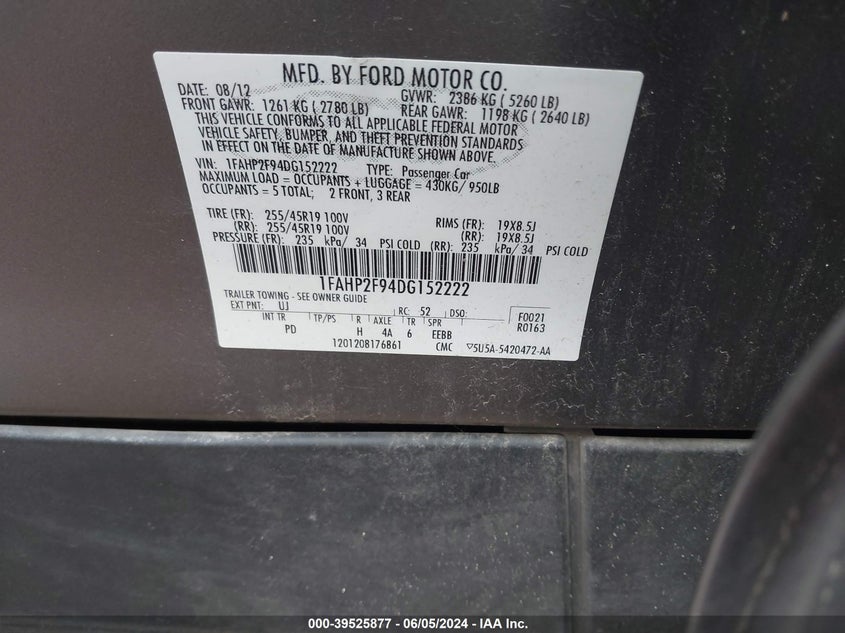 MFD. BY FORD MOTOR CO.
DATE: 08/12 GVWR: 2386 KG ( 5260 LB)
FRONT GAWR: 1261 KG ( 2780 LB) REAR GAWR: 1198 KG ( 2640 LB)
THIS VEHICLE CONFORMS TO ALL APPLICABLE FEDERAL MOTOR
VEHICLE SAFETY, BUMPER, AND THEFT PREVENTION STANDARDS
IN EFFECT ON THE DATE OF MANUFACTURE SHOWN ABOVE.
VIN: 1FAHP2F94DG152222 TYPE: Passenger Car
MAXIMUM LOAD = OCCUPANTS + LUGGAGE = 430KG/ 950LB
OCCUPANTS = 5 TOTAL; 2 FRONT, 3 REAR
TIRE (FR): 255/45R19 100V RIMS (FR): 19X8.5J
(RR): 255/45R19 100V (RR): 19X8.5J
PRESSURE (FR): 235 kPa/ 34 PSI COLD (RR): 235 kPa/ 34 PSI COLD
1FAHP2F94DG152222
TRAILER TOWING - SEE OWNER GUIDE
EXT PNT: UJ RC: 52 DSO: F0021
R0163
INT TR TP/PS R AXLE TR SPR
PD H 4A 6 EEBB
1201208176861 CMC ▽5U5A-5420472-AA
000-39525877 - 06/05/2024 - IAA Inc.